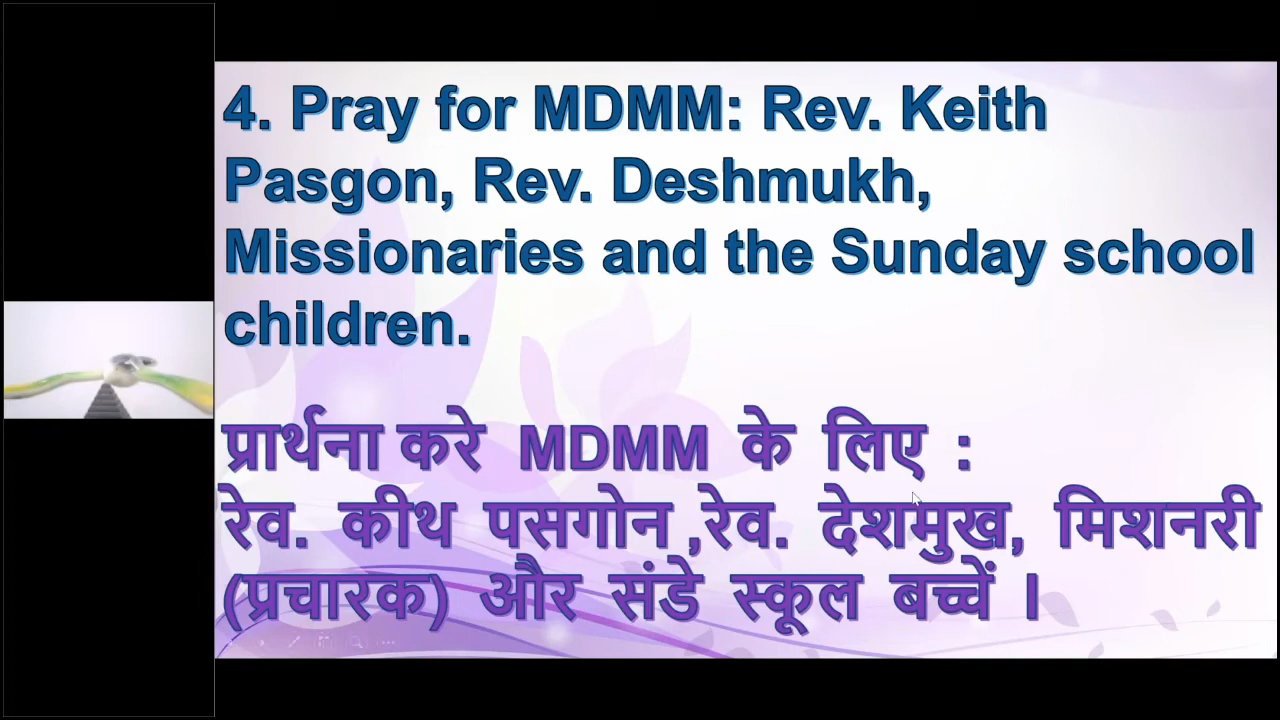 4. Pray for MDMM: Rev. Keith
Pasgon, Rev. Deshmukh,
Missionaries and the Sunday school
children.
प्रार्थना करे MDMM के लिए :
रेव. कीथ पसगोन ,रेव. देशमुख, मिशनरी
(प्रचारक) और संडे स्कूल बच्चें ।